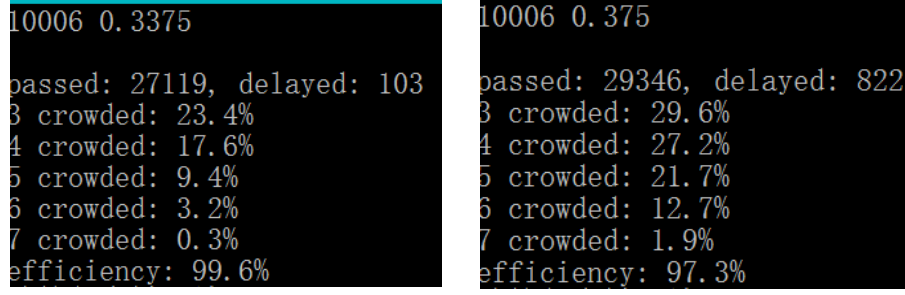 10006 0.3375
passed: 27119, delayed: 103
3 crowded: 23.4%
4 crowded: 17.6%
5 crowded: 9.4%
6 crowded: 3.2%
7 crowded: 0.3%
efficiency: 99.6%
10006 0.375
passed: 29346, delayed: 822
3 crowded: 29.6%
4 crowded: 27.2%
5 crowded: 21.7%
6 crowded: 12.7%
7 crowded: 1.9%
efficiency: 97.3%